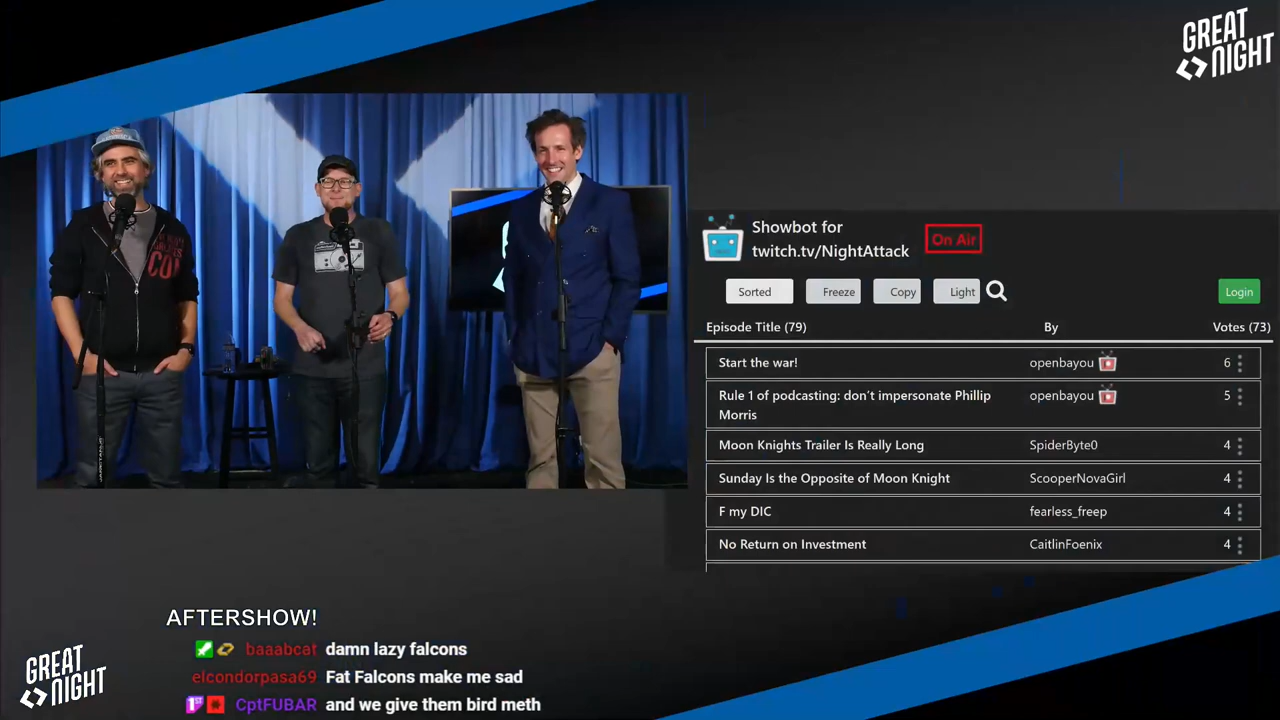 GREAT
NIGHT
Showbot for
twitch.tv/NightAttack
On Air
Sorted
Freeze
Copy
Light
Login
Episode Title (79)
By
Votes (73)
Start the war!
openbayou
6
Rule 1 of podcasting: don't impersonate Phillip
Morris
openbayou
5
Moon Knights Trailer Is Really Long
SpiderByte0
4
Sunday Is the Opposite of Moon Knight
ScooperNovaGirl
4
F my DIC
fearless_freep
4
No Return on Investment
CaitlinFoenix
4
AFTERSHOW!
baaabcat damn lazy falcons
elcondorpasa69 Fat Falcons make me sad
1ST CptFUBAR and we give them bird meth
GREAT
NIGHT